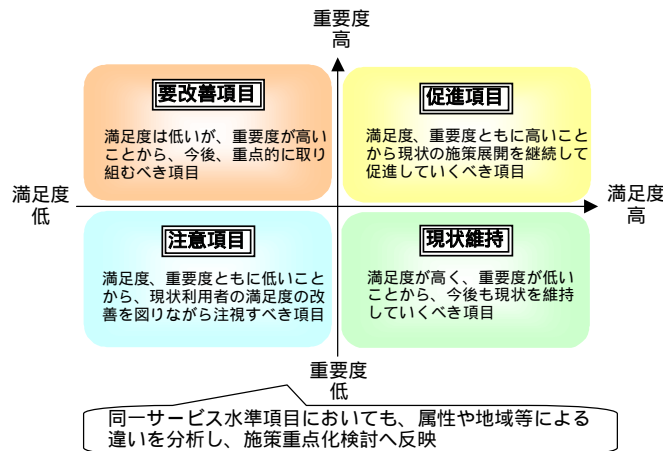 重要度
高
要改善項目
満足度は低いが、重要度が高い
ことから、今後、重点的に取り
組むべき項目
促進項目
満足度、重要度ともに高いこと
から現状の施策展開を継続して
促進していくべき項目
満足度
低
満足度
高
注意項目
満足度、重要度ともに低いこと
から、現状利用者の満足度の改
善を図りながら注視すべき項目
現状維持
満足度が高く、重要度が低い
ことから、今後も現状を維持
していくべき項目
重要度
低
同一サービス水準項目においても、属性や地域等による
違いを分析し、施策重点化検討へ反映